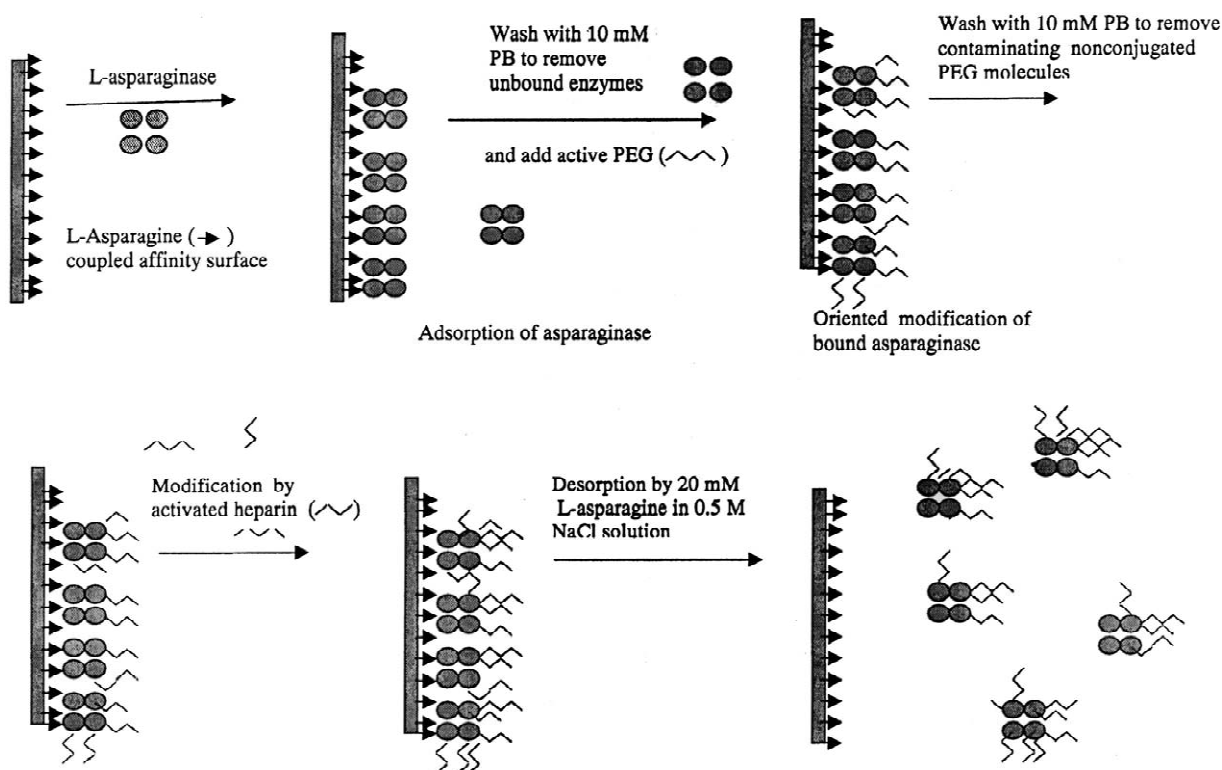 L-asparaginase
L-Asparagine ( )
coupled affinity surface
Wash with 10 mM
PB to remove
unbound enzymes
and add active PEG ( )
Adsorption of asparaginase
Wash with 10 mM PB to remove
contaminating nonconjugated
PEG molecules
Oriented modification of
bound asparaginase
Modification by
activated heparin ( )
Desorption by 20 mM
L-asparagine in 0.5 M
NaCl solution